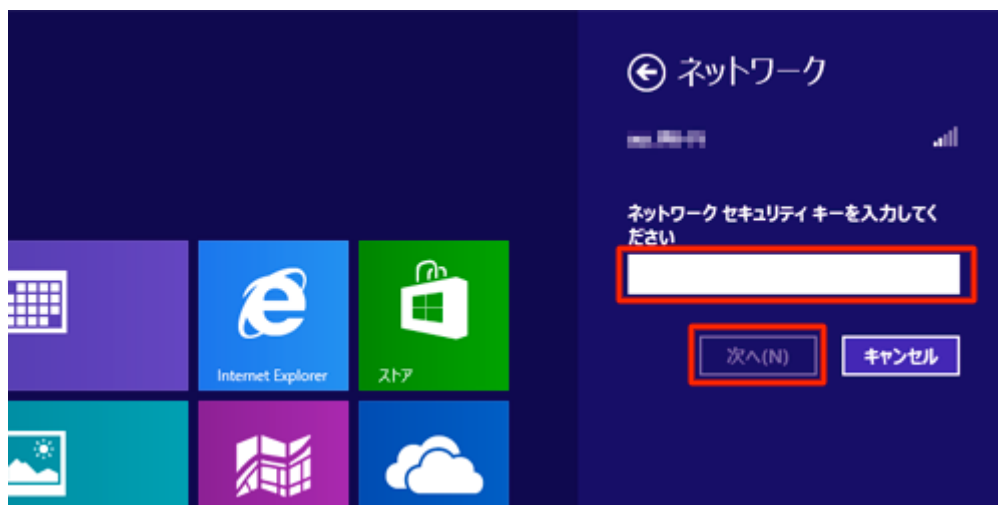 ネットワーク
ネットワーク セキュリティ キーを入力してく
ださい
次へ(N)
キャンセル
Internet Explorer
ストア